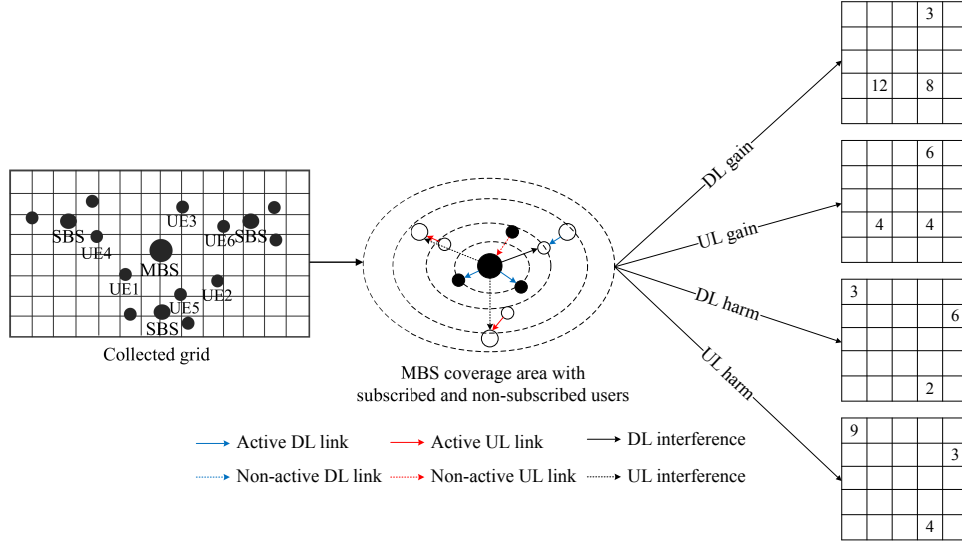 3
12 8
DL gain
6
4 4
UL gain
UE3
SBS UE6 SBS
UE4
MBS
UE1 UE2
UE5
SBS
Collected grid
MBS coverage area with
subscribed and non-subscribed users
DL harm
3
6
2
UL harm
9
3
4
Active DL link Active UL link DL interference
Non-active DL link Non-active UL link UL interference